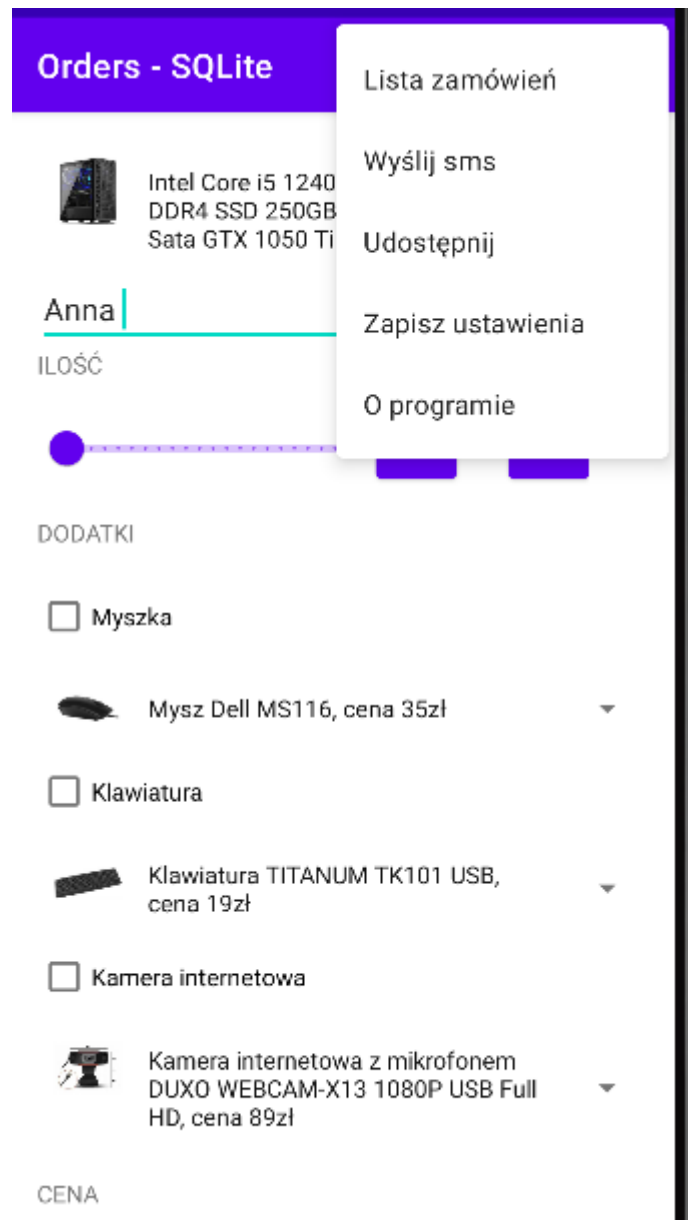 Orders - SQLite
Lista zamówień
Wyślij sms
Udostępnij
Zapisz ustawienia
O programie
Intel Core i5 1240
DDR4 SSD 250GB
Sata GTX 1050 Ti
Anna
ILOŚĆ
DODATKI
Myszka
Mysz Dell MS116, cena 35zł
Klawiatura
Klawiatura TITANUM TK101 USB,
cena 19zł
Kamera internetowa
Kamera internetowa z mikrofonem
DUXO WEBCAM-X13 1080P USB Full
HD, cena 89zł
CENA